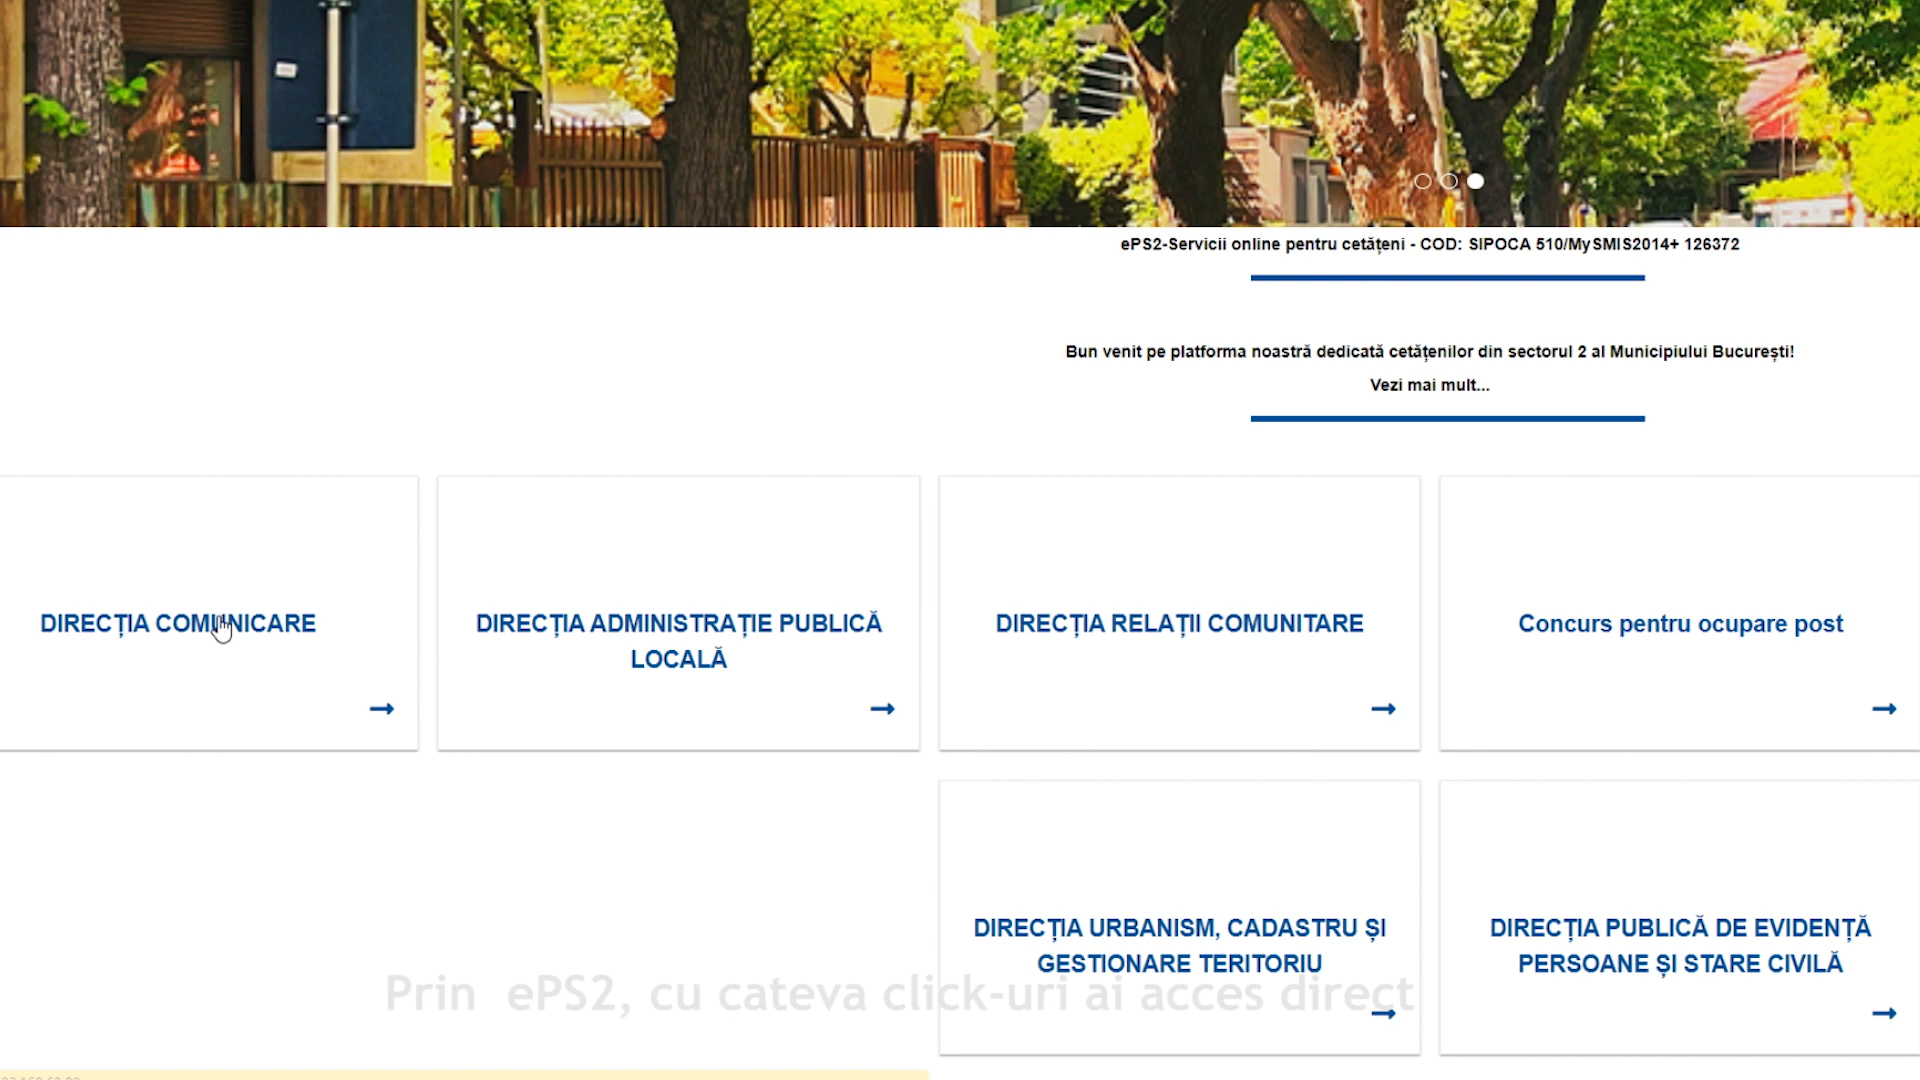 ePS2-Servicii online pentru cetățeni - COD: SIPOCA 510/MySMIS2014+ 126372
Bun venit pe platforma noastră dedicată cetățenilor din sectorul 2 al Municipiului București!
Vezi mai mult...
DIRECȚIA COMUNICARE
DIRECȚIA ADMINISTRAȚIE PUBLICĂ
LOCALĂ
DIRECȚIA RELAȚII COMUNITARE
Concurs pentru ocupare post
DIRECȚIA URBANISM, CADASTRU ȘI
GESTIONARE TERITORIU
DIRECȚIA PUBLICĂ DE EVIDENȚĂ
PERSOANE ȘI STARE CIVILĂ
Prin ePS2, cu cateva click-uri ai acces direct